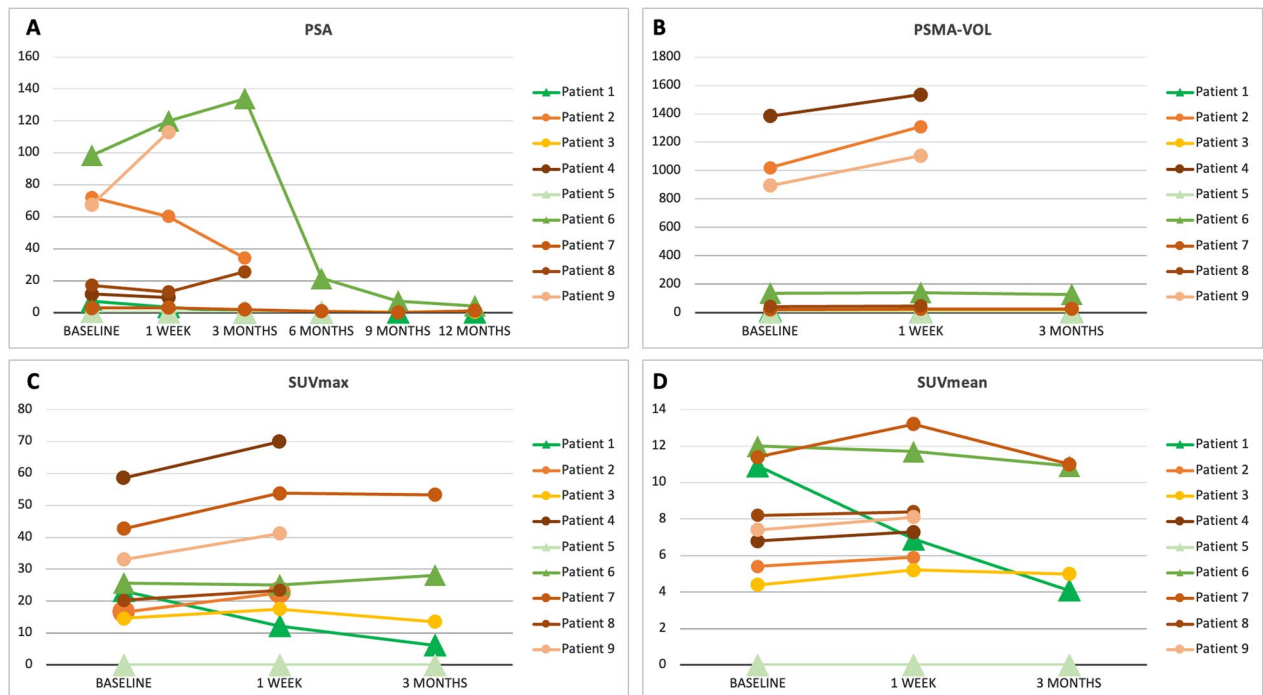 A
PSA
160
140
120
100
80
60
40
20
0
BASELINE 1 WEEK 3 MONTHS 6 MONTHS 9 MONTHS 12 MONTHS
Patient 1
Patient 2
Patient 3
Patient 4
Patient 5
Patient 6
Patient 7
Patient 8
Patient 9
B
PSMA-VOL
1800
1600
1400
1200
1000
800
600
400
200
0
BASELINE 1 WEEK 3 MONTHS
Patient 1
Patient 2
Patient 3
Patient 4
Patient 5
Patient 6
Patient 7
Patient 8
Patient 9
C
SUVmax
80
70
60
50
40
30
20
10
0
BASELINE 1 WEEK 3 MONTHS
Patient 1
Patient 2
Patient 3
Patient 4
Patient 5
Patient 6
Patient 7
Patient 8
Patient 9
D
SUVmean
14
12
10
8
6
4
2
0
BASELINE 1 WEEK 3 MONTHS
Patient 1
Patient 2
Patient 3
Patient 4
Patient 5
Patient 6
Patient 7
Patient 8
Patient 9